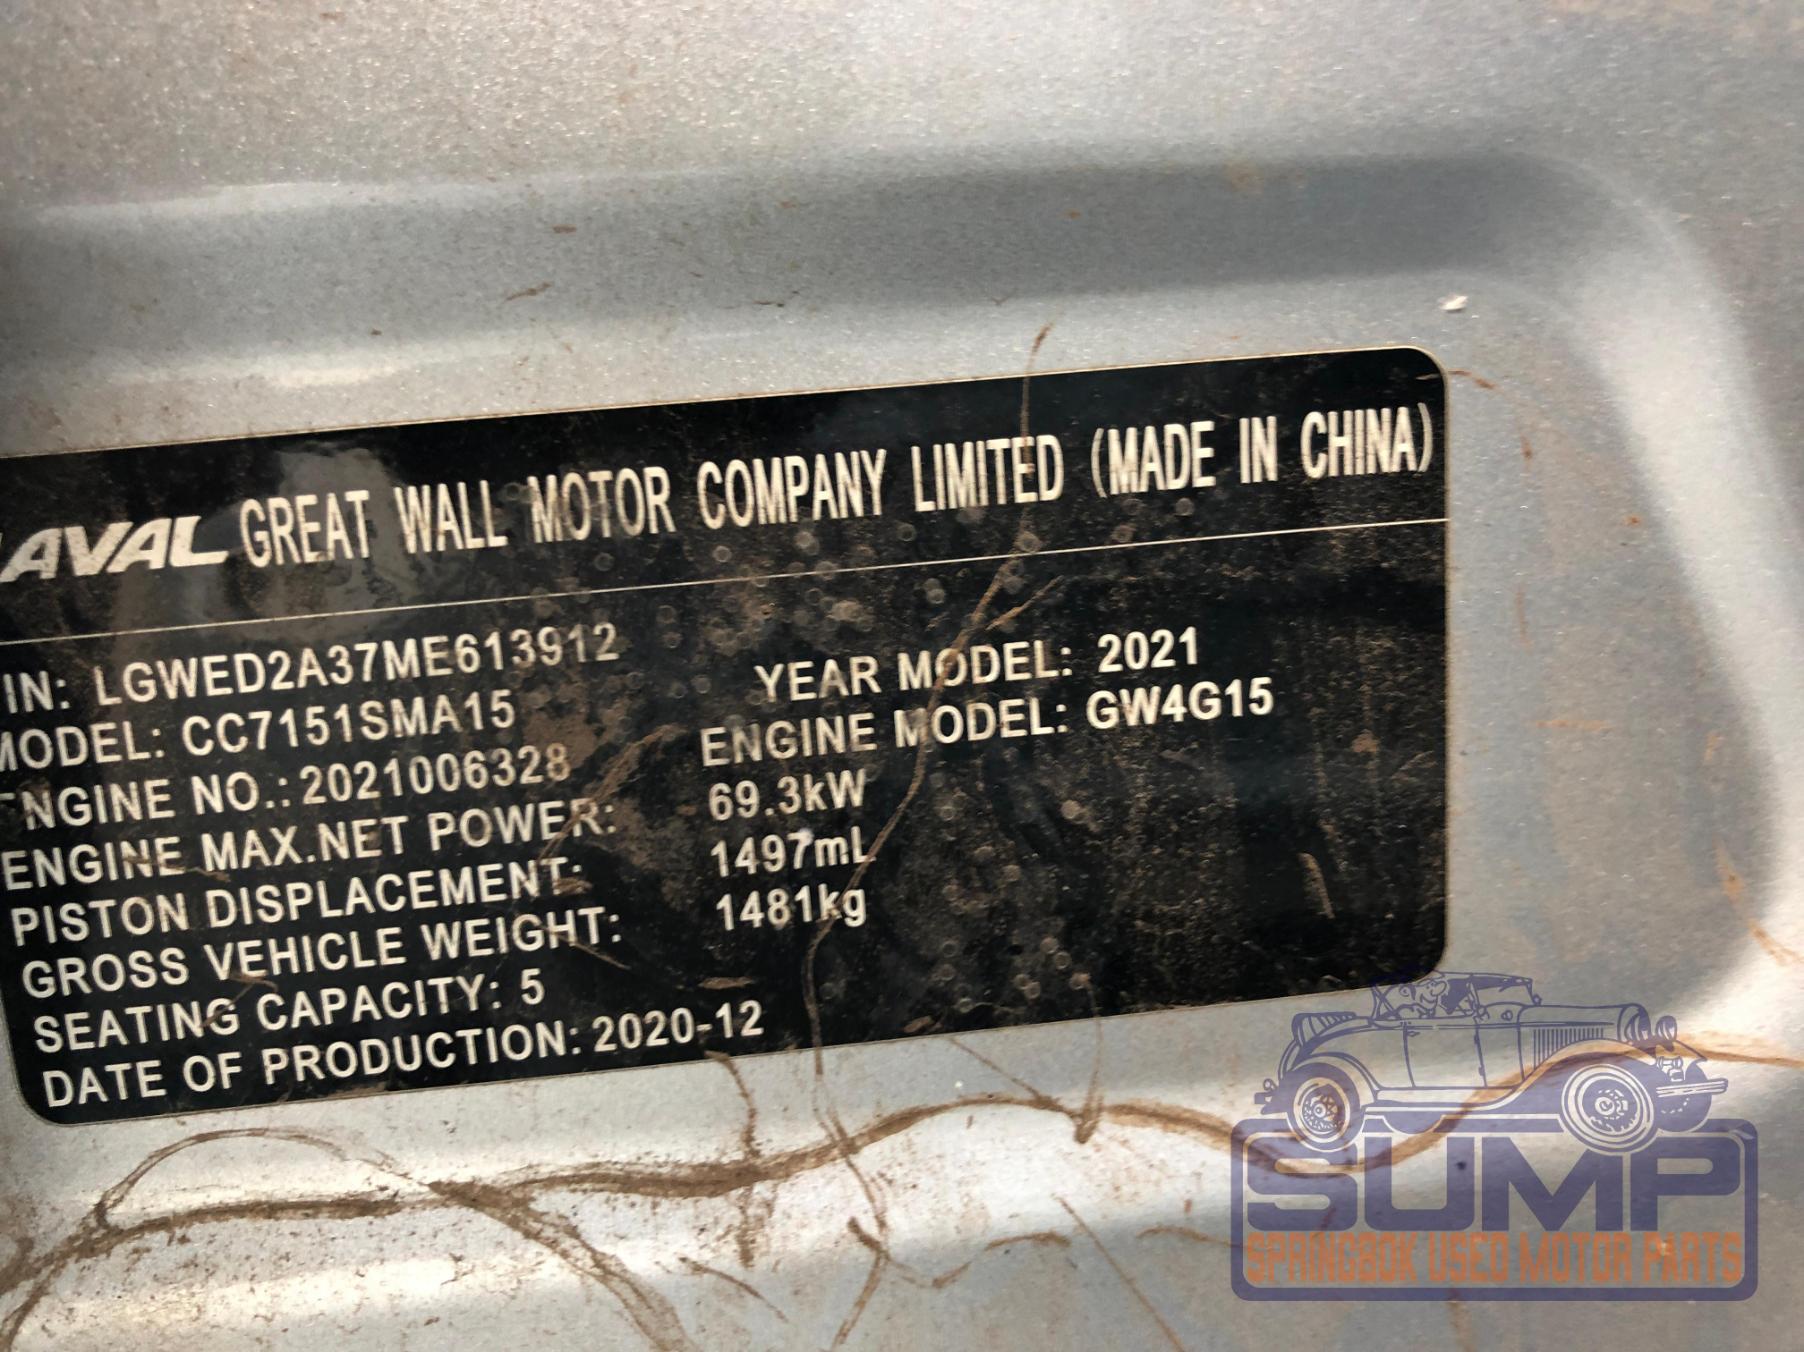 HAVAL GREAT WALL MOTOR COMPANY LIMITED (MADE IN CHINA)
IN: LGWED2A37ME613912
MODEL: CC7151SMA15 YEAR MODEL: 2021
ENGINE NO.: 2021006328 ENGINE MODEL: GW4G15
ENGINE MAX.NET POWER: 69.3kW
PISTON DISPLACEMENT: 1497mL
GROSS VEHICLE WEIGHT: 1481kg
SEATING CAPACITY: 5
DATE OF PRODUCTION: 2020-12
SUMP
SPRINGBOK USED MOTOR PARTS